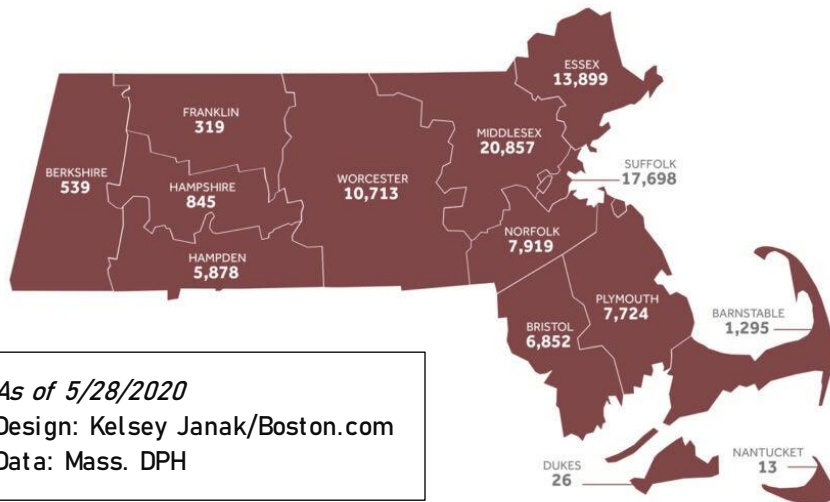 ESSEX
13,899
FRANKLIN
319
MIDDLESEX
20,857
SUFFOLK
17,698
BERKSHIRE
539
HAMPSHIRE
845
WORCESTER
10,713
NORFOLK
7,919
HAMPDEN
5,878
PLYMOUTH
7,724
BARNSTABLE
1,295
BRISTOL
6,852
As of 5/28/2020
Design: Kelsey Janak/Boston.com
Data: Mass. DPH
DUKES
26
NANTUCKET
13